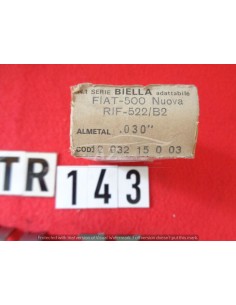 SERIE BIELLA adattabile
FIAT-500 Nuova
RIF-522/B2
ALMETAL .030"
COD. 032 15 0 03
TR 143